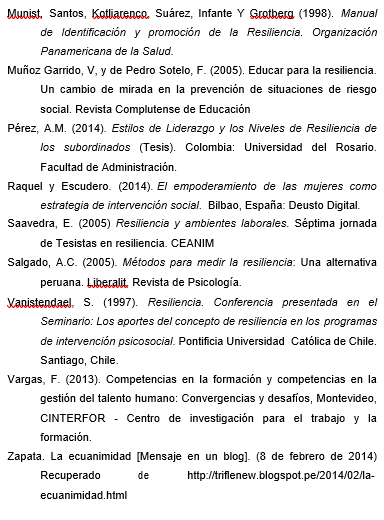 Munist, Santos, Kotliarenco, Suárez, Infante Y Grotberg (1998). Manual
de Identificación y promoción de la Resiliencia. Organización
Panamericana de la Salud.
Muñoz Garrido, V, y de Pedro Sotelo, F. (2005). Educar para la resiliencia.
Un cambio de mirada en la prevención de situaciones de riesgo
social. Revista Complutense de Educación
Pérez, A.M. (2014). Estilos de Liderazgo y los Niveles de Resiliencia de
los subordinados (Tesis). Colombia: Universidad del Rosario.
Facultad de Administración.
Raquel y Escudero. (2014). El empoderamiento de las mujeres como
estrategia de intervención social. Bilbao, España: Deusto Digital.
Saavedra, E. (2005) Resiliencia y ambientes laborales. Séptima jornada
de Tesistas en resiliencia. CEANIM
Salgado, A.C. (2005). Métodos para medir la resiliencia: Una alternativa
peruana. Liberalit. Revista de Psicología.
Vanistendael, S. (1997). Resiliencia. Conferencia presentada en el
Seminario: Los aportes del concepto de resiliencia en los programas
de intervención psicosocial. Pontificia Universidad Católica de Chile.
Santiago, Chile.
Vargas, F. (2013). Competencias en la formación y competencias en la
gestión del talento humano: Convergencias y desafíos, Montevideo,
CINTERFOR - Centro de investigación para el trabajo y la
formación.
Zapata. La ecuanimidad [Mensaje en un blog]. (8 de febrero de 2014)
Recuperado de http://triflenew.blogspot.pe/2014/02/la-
ecuanimidad.html